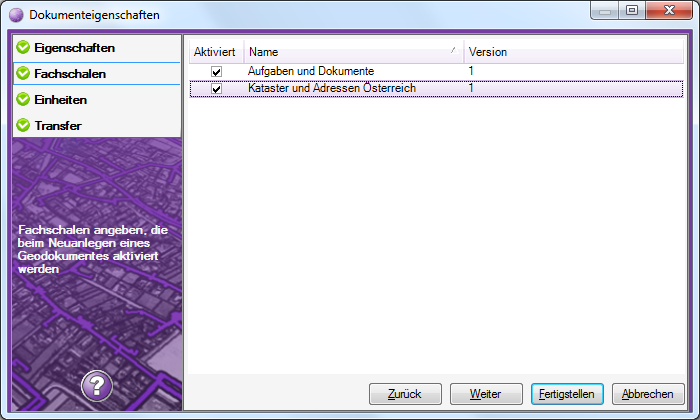 Dokumenteigenschaften
Eigenschaften
Fachschalen
Einheiten
Transfer
Fachschalen angeben, die
beim Neuanlegen eines
Geodokumentes aktiviert
werden
?
Aktiviert Name Version
Aufgaben und Dokumente 1
Kataster und Adressen Österreich 1
Zurück Weiter Fertigstellen Abbrechen